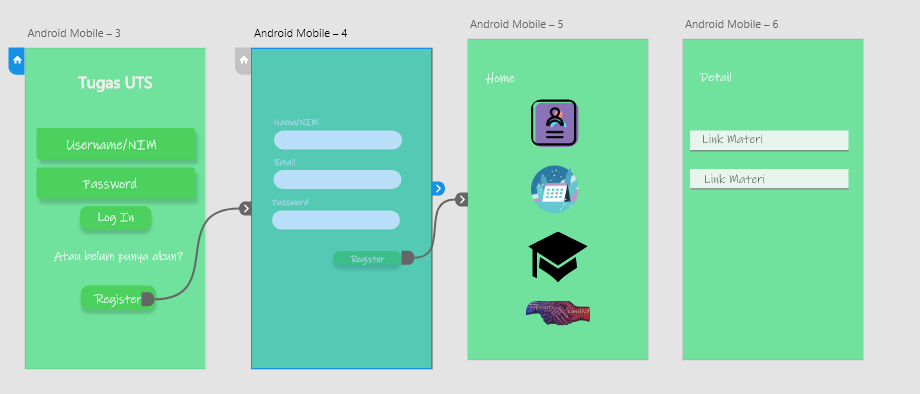 Android Mobile – 3
Tugas UTS
Username/NIM
Password
Log In
Atau belum punya akun?
Register
Android Mobile – 4
Nama/NIM
Email
Password
Register
Android Mobile – 5
Home
Android Mobile – 6
Detail
Link Materi
Link Materi